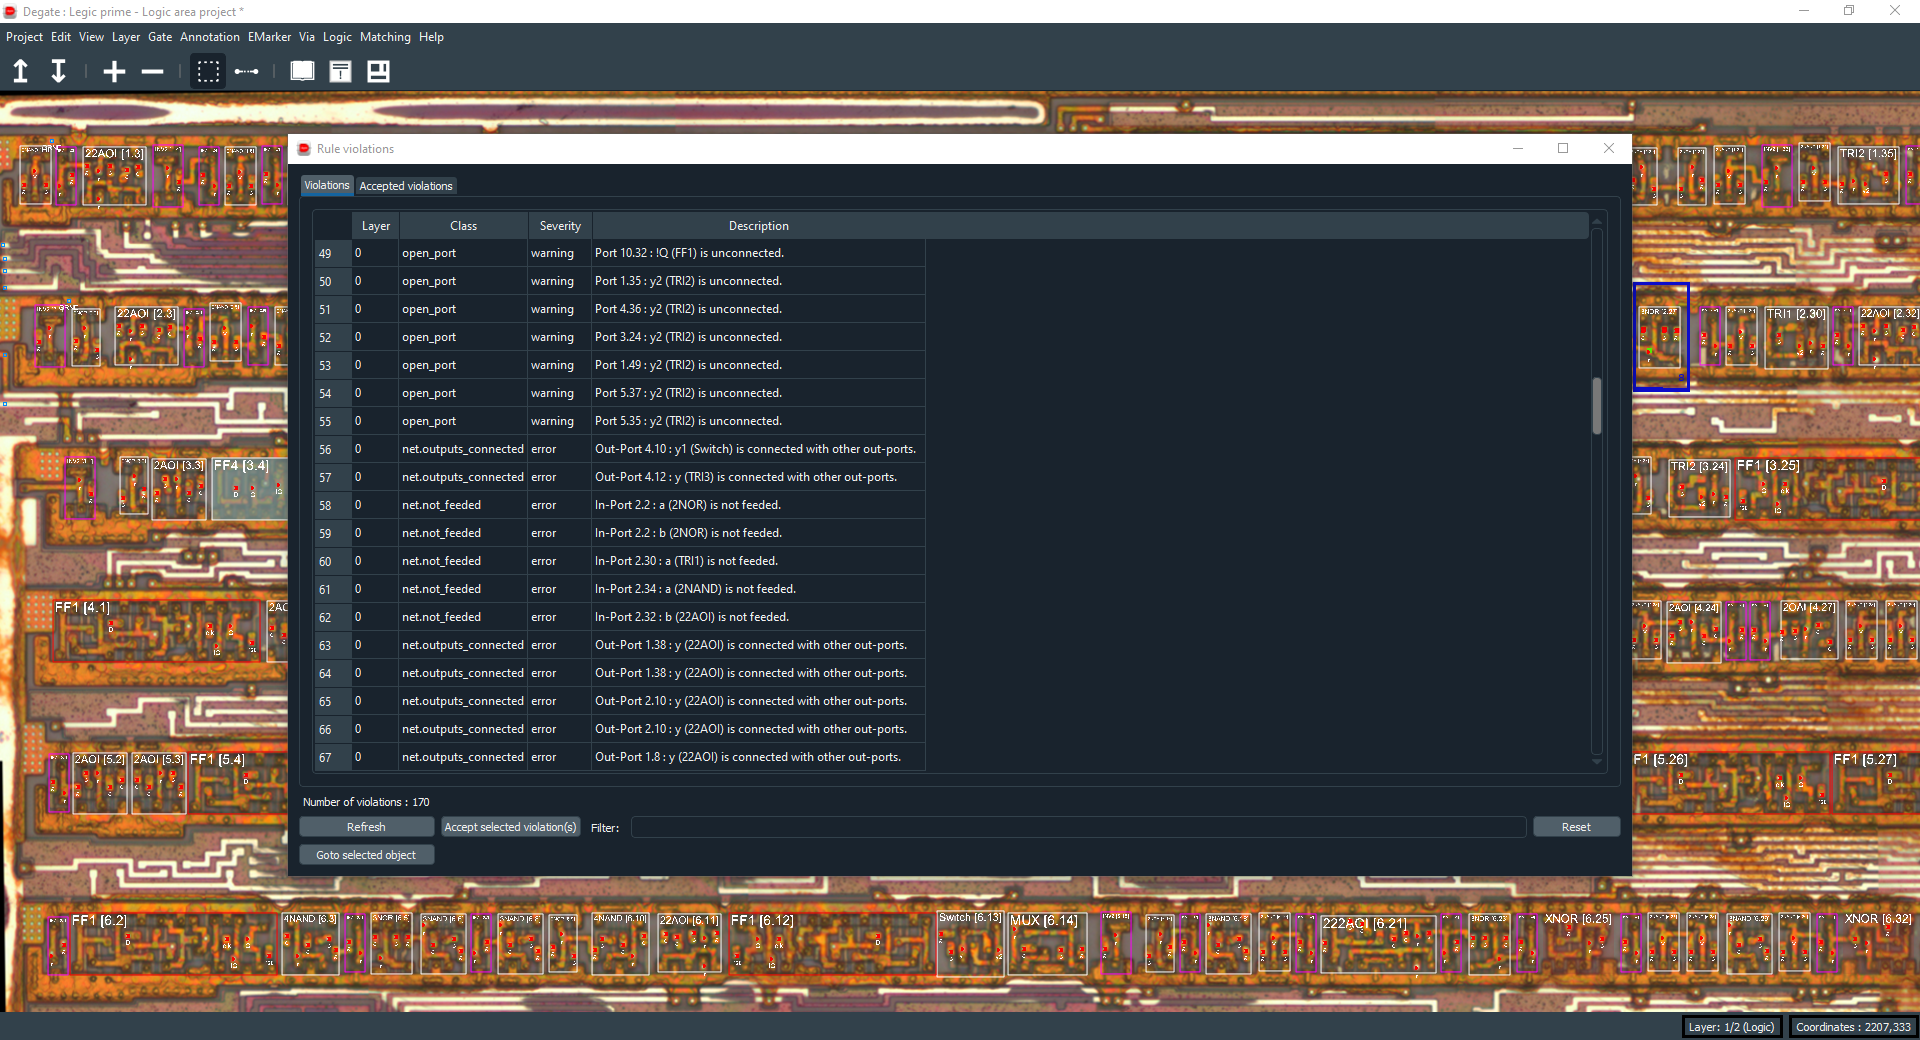 Degate : Legic prime - Logic area project *
Project Edit View Layer Gate Annotation EMarker Via Logic Matching Help
22AOI [1.3]
TRI2 [1.35]
Rule violations
Violations Accepted violations
Layer Class Severity Description
49 0 open_port warning Port 10.32 : !Q (FF1) is unconnected.
50 0 open_port warning Port 1.35 : y2 (TRI2) is unconnected.
51 0 open_port warning Port 4.36 : y2 (TRI2) is unconnected.
52 0 open_port warning Port 3.24 : y2 (TRI2) is unconnected.
53 0 open_port warning Port 1.49 : y2 (TRI2) is unconnected.
54 0 open_port warning Port 5.37 : y2 (TRI2) is unconnected.
55 0 open_port warning Port 5.35 : y2 (TRI2) is unconnected.
56 0 net.outputs_connected error Out-Port 4.10 : y1 (Switch) is connected with other out-ports.
57 0 net.outputs_connected error Out-Port 4.12 : y (TRI3) is connected with other out-ports.
58 0 net.not_feeded error In-Port 2.2 : a (2NOR) is not feeded.
59 0 net.not_feeded error In-Port 2.2 : b (2NOR) is not feeded.
60 0 net.not_feeded error In-Port 2.30 : a (TRI1) is not feeded.
61 0 net.not_feeded error In-Port 2.34 : a (2NAND) is not feeded.
62 0 net.not_feeded error In-Port 2.32 : b (22AOI) is not feeded.
63 0 net.outputs_connected error Out-Port 1.38 : y (22AOI) is connected with other out-ports.
64 0 net.outputs_connected error Out-Port 1.38 : y (22AOI) is connected with other out-ports.
65 0 net.outputs_connected error Out-Port 2.10 : y (22AOI) is connected with other out-ports.
66 0 net.outputs_connected error Out-Port 2.10 : y (22AOI) is connected with other out-ports.
67 0 net.outputs_connected error Out-Port 1.8 : y (22AOI) is connected with other out-ports.
Number of violations : 170
Refresh Accept selected violation(s) Filter: Reset
Goto selected object
22AOI [2.3]
3NOR [2.27] TRI1 [2.30] 22AOI [2.32]
2AOI [3.3] FF4 [3.4]
TRI2 [3.24] FF1 [3.25]
FF1 [4.1]
2AOI [4.24] 2OAI [4.27]
2AOI [5.2] 2AOI [5.3] FF1 [5.4]
F1 [5.26] FF1 [5.27]
FF1 [6.2] 4NAND [6.3] 4NAND [6.10] 22AOI [6.11] FF1 [6.12] Switch [6.13] MUX [6.14] 222AOI [6.21] XNOR [6.25] XNOR [6.32]
Layer: 1/2 (Logic) Coordinates : 2207,333